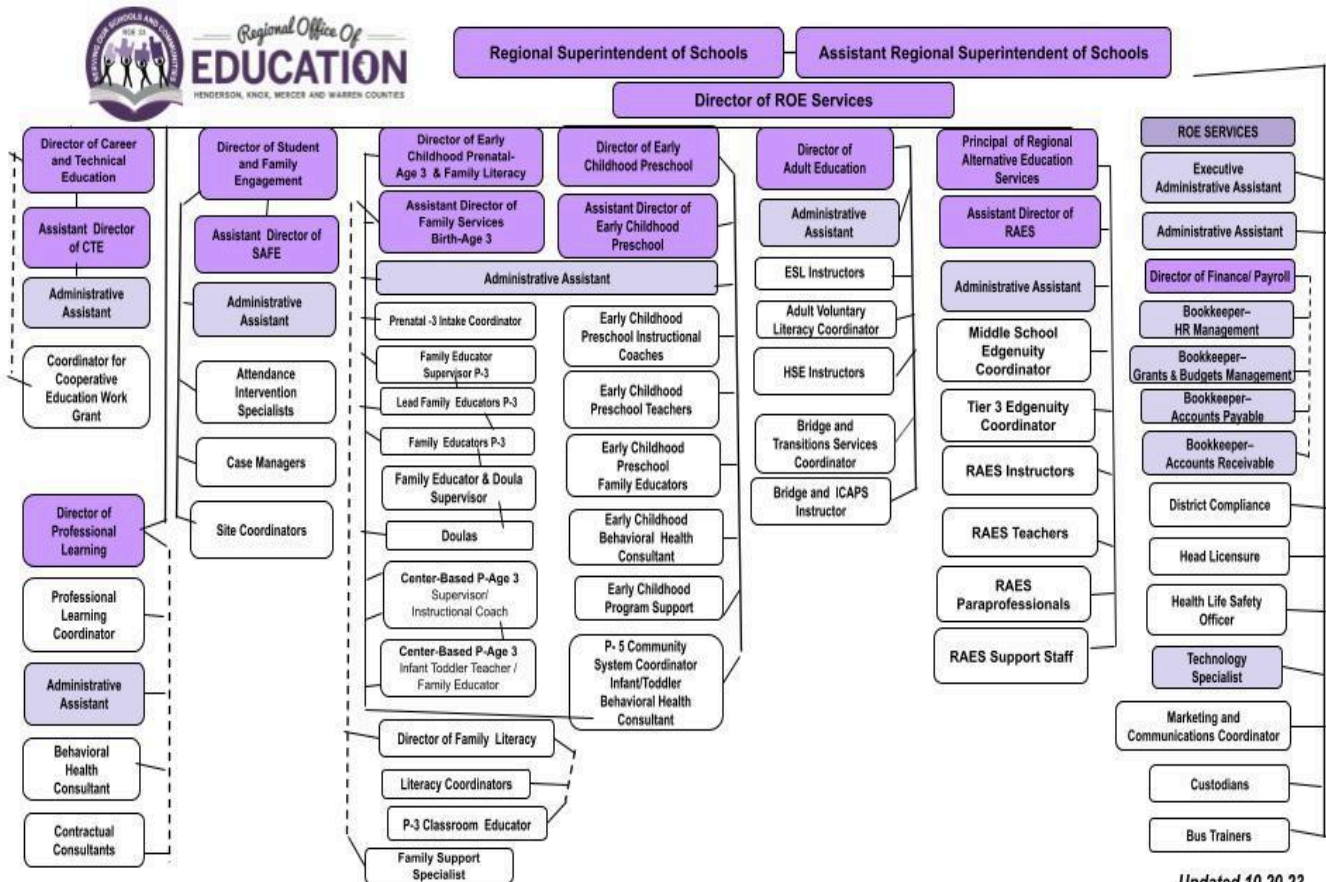 SERVING OUR SCHOOLS AND COMMUNITIES
ROE 33
Regional Office Of
EDUCATION
HENDERSON, KNOX, MERCER AND WARREN COUNTIES
Regional Superintendent of Schools
Assistant Regional Superintendent of Schools
Director of ROE Services
Director of Career
and Technical
Education
Assistant Director
of CTE
Administrative
Assistant
Coordinator for
Cooperative
Education Work
Grant
Director of
Professional
Learning
Professional
Learning
Coordinator
Administrative
Assistant
Behavioral
Health
Consultant
Contractual
Consultants
Director of Student
and Family
Engagement
Assistant Director of
SAFE
Administrative
Assistant
Attendance
Intervention
Specialists
Case Managers
Site Coordinators
Director of Early
Childhood Prenatal-
Age 3 & Family Literacy
Assistant Director of
Family Services
Birth-Age 3
Director of Early
Childhood Preschool
Assistant Director of
Early Childhood
Preschool
Administrative Assistant
Prenatal -3 Intake Coordinator
Family Educator
Supervisor P-3
Lead Family Educators P-3
Family Educators P-3
Family Educator & Doula
Supervisor
Doulas
Center-Based P-Age 3
Supervisor/
Instructional Coach
Center-Based P-Age 3
Infant Toddler Teacher /
Family Educator
Director of Family Literacy
Literacy Coordinators
P-3 Classroom Educator
Family Support
Specialist
Early Childhood
Preschool Instructional
Coaches
Early Childhood
Preschool Teachers
Early Childhood
Preschool
Family Educators
Early Childhood
Behavioral Health
Consultant
Early Childhood
Program Support
P- 5 Community
System Coordinator
Infant/Toddler
Behavioral Health
Consultant
Director of
Adult Education
Administrative
Assistant
ESL Instructors
Adult Voluntary
Literacy Coordinator
HSE Instructors
Bridge and
Transitions Services
Coordinator
Bridge and ICAPS
Instructor
Principal of Regional
Alternative Education
Services
Assistant Director of
RAES
Administrative Assistant
Middle School
Edgenuity
Coordinator
Tier 3 Edgenuity
Coordinator
RAES Instructors
RAES Teachers
RAES
Paraprofessionals
RAES Support Staff
ROE SERVICES
Executive
Administrative Assistant
Administrative Assistant
Director of Finance/ Payroll
Bookkeeper–
HR Management
Bookkeeper–
Grants & Budgets Management
Bookkeeper–
Accounts Payable
Bookkeeper–
Accounts Receivable
District Compliance
Head Licensure
Health Life Safety
Officer
Technology
Specialist
Marketing and
Communications Coordinator
Custodians
Bus Trainers
Updated 10.20.23